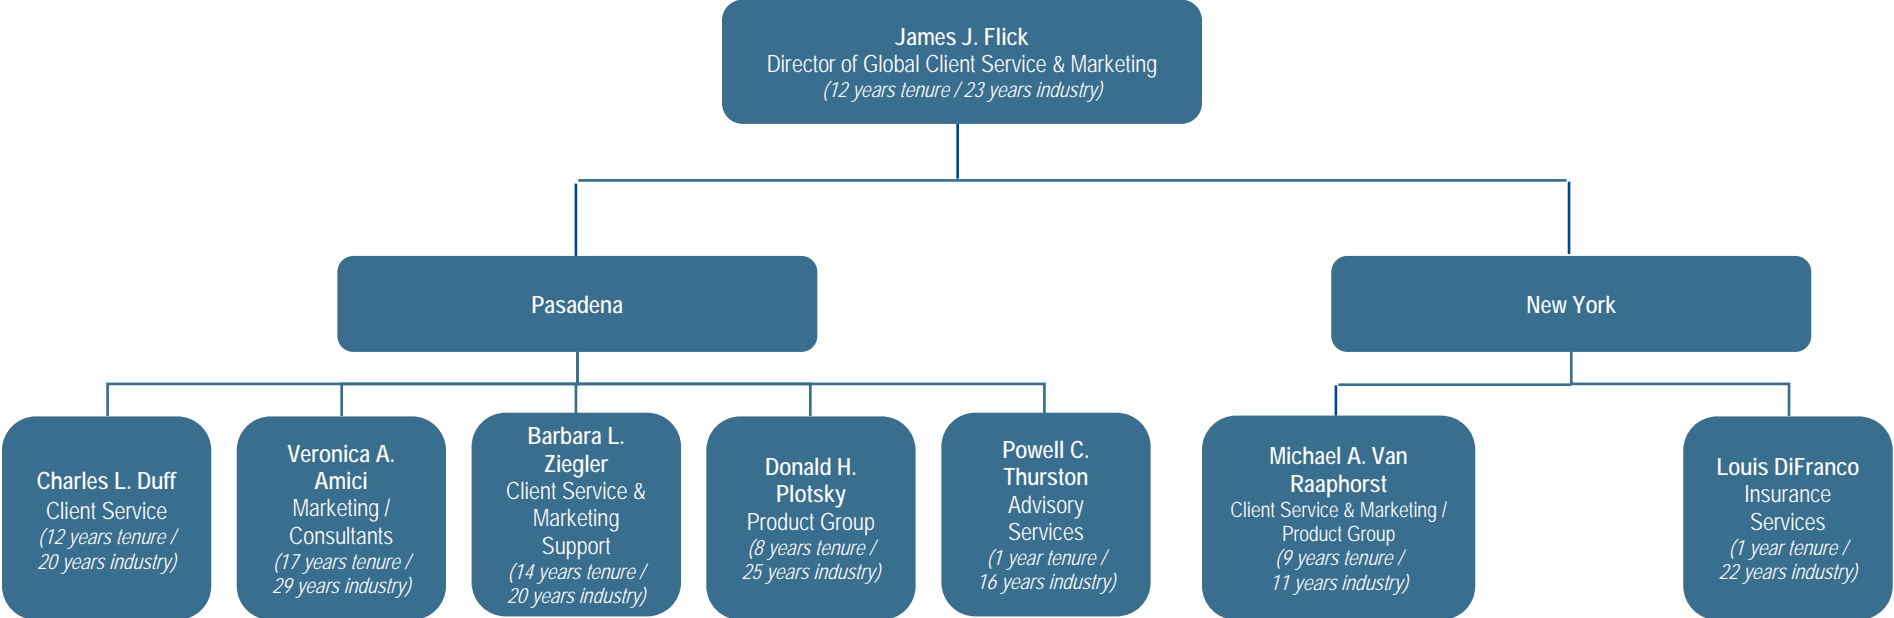 James J. Flick
Director of Global Client Service & Marketing
(12 years tenure / 23 years industry)
Pasadena
New York
Charles L. Duff
Client Service
(12 years tenure /
20 years industry)
Veronica A.
Amici
Marketing /
Consultants
(17 years tenure /
29 years industry)
Barbara L.
Ziegler
Client Service &
Marketing
Support
(14 years tenure /
20 years industry)
Donald H.
Plotsky
Product Group
(8 years tenure /
25 years industry)
Powell C.
Thurston
Advisory
Services
(1 year tenure /
16 years industry)
Michael A. Van
Raaphorst
Client Service & Marketing /
Product Group
(9 years tenure /
11 years industry)
Louis DiFranco
Insurance
Services
(1 year tenure /
22 years industry)